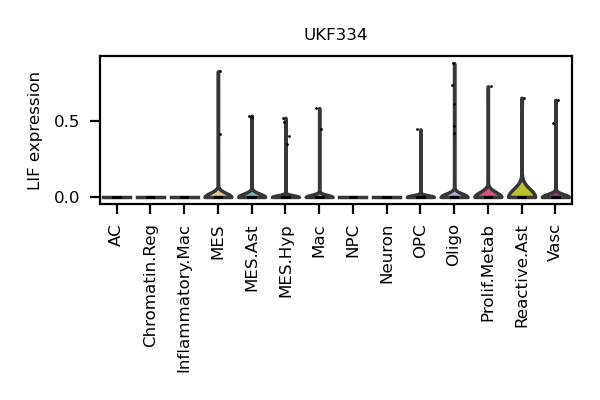 UKF334
LIF expression
0.5
0.0
AC
Chromatin.Reg
Inflammatory.Mac
MES
MES.Ast
MES.Hyp
Mac
NPC
Neuron
OPC
Oligo
Prolif.Metab
Reactive.Ast
Vasc